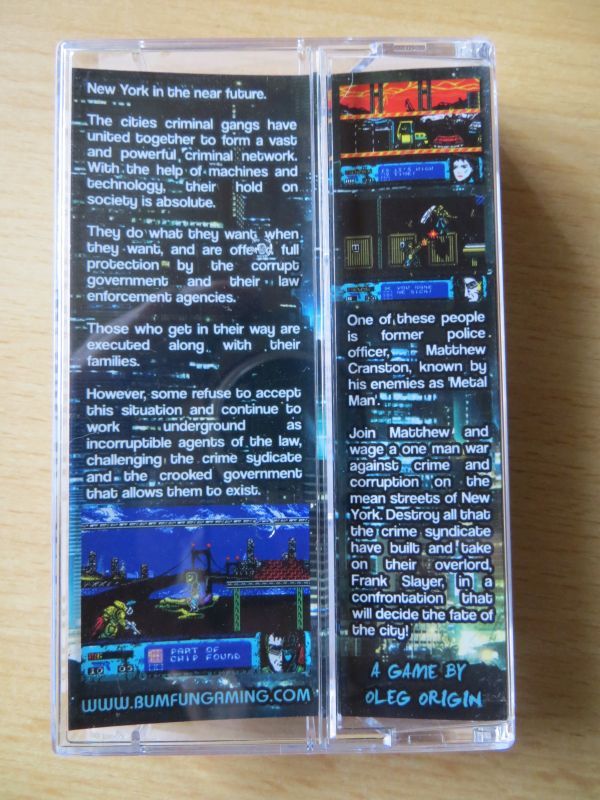 New York in the near future.
The cities criminal gangs have
united together to form a vast
and powerful criminal network.
With the help of machines and
technology, their hold on
society is absolute.
They do what they want, when
they want, and are offered full
protection by the corrupt
government and their law
enforcement agencies.
Those who get in their way are
executed along with their
families.
However, some refuse to accept
this situation and continue to
work underground as
incorruptible agents of the law,
challenging the crime sydicate
and the crooked government
that allows them to exist.
PART OF
CHIP FOUND
WWW.BUMFUNGAMING.COM
One of these people
is former police
officer, Matthew
Cranston, known by
his enemies as 'Metal
Man'.
Join Matthew and
wage a one man war
against crime and
corruption on the
mean streets of New
York. Destroy all that
the crime syndicate
have built and take
on their overlord,
Frank Slayer, in a
confrontation that
will decide the fate of
the city!
A GAME BY
OLEG ORIGIN